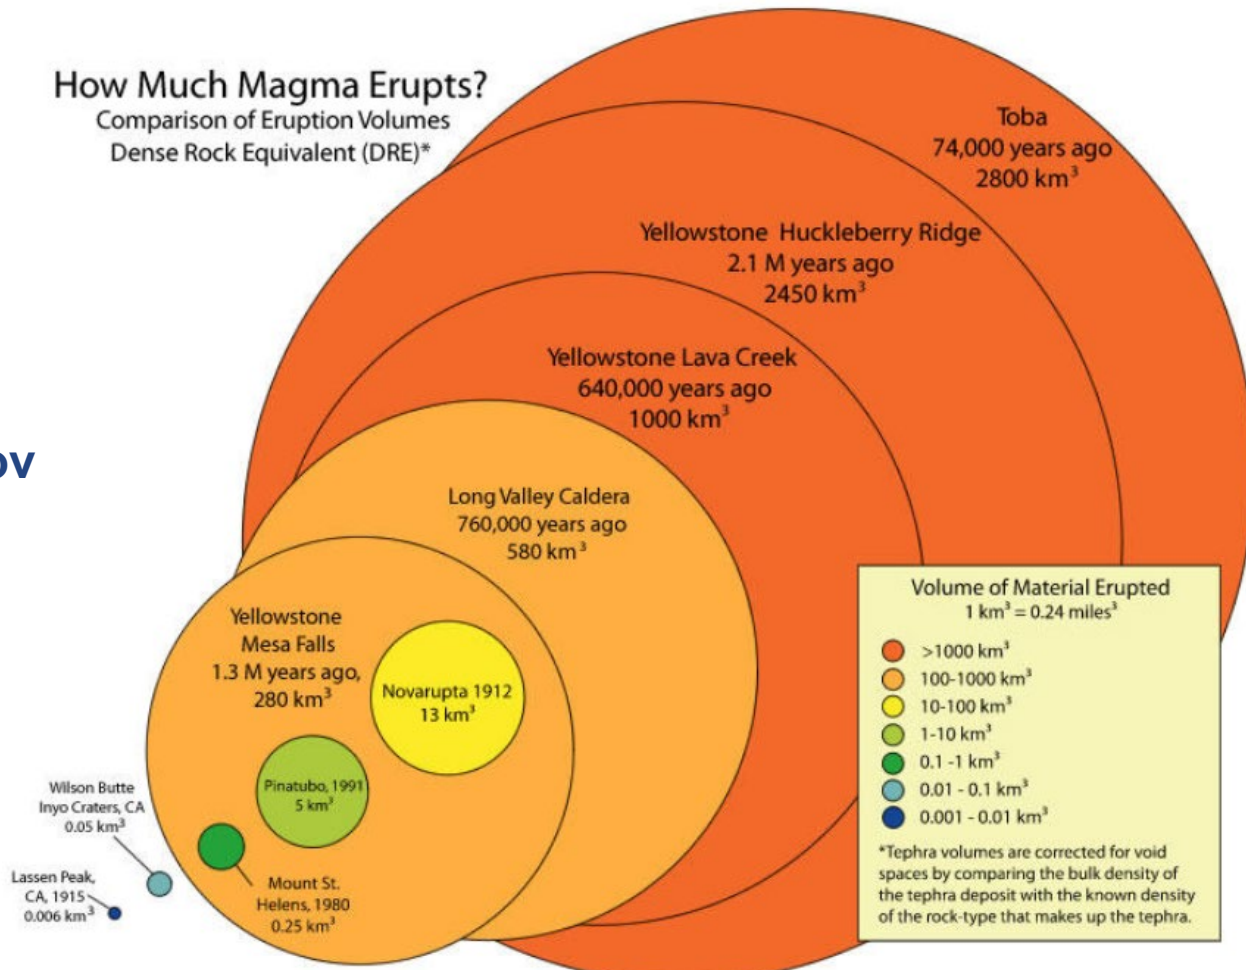 How Much Magma Erupts?
Comparison of Eruption Volumes
Dense Rock Equivalent (DRE)*
Toba
74,000 years ago
2800 km³
Yellowstone Huckleberry Ridge
2.1 M years ago
2450 km³
Yellowstone Lava Creek
640,000 years ago
1000 km³
ov
Long Valley Caldera
760,000 years ago
580 km³
Yellowstone
Mesa Falls
1.3 M years ago,
280 km³
Novarupta 1912
13 km³
Pinatubo, 1991
5 km³
Wilson Butte
Inyo Craters, CA
0.05 km³
Lassen Peak,
CA, 1915
0.006 km³
Mount St.
Helens, 1980
0.25 km³
Volume of Material Erupted
1 km³ = 0.24 miles³
>1000 km³
100-1000 km³
10-100 km³
1-10 km³
0.1 -1 km³
0.01 - 0.1 km³
0.001 - 0.01 km³
*Tephra volumes are corrected for void
spaces by comparing the bulk density of
the tephra deposit with the known density
of the rock-type that makes up the tephra.